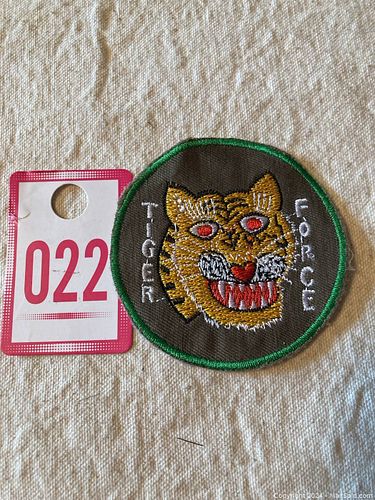 022
TIGER
FORCE
Copyright 2024 - MaxSold.com